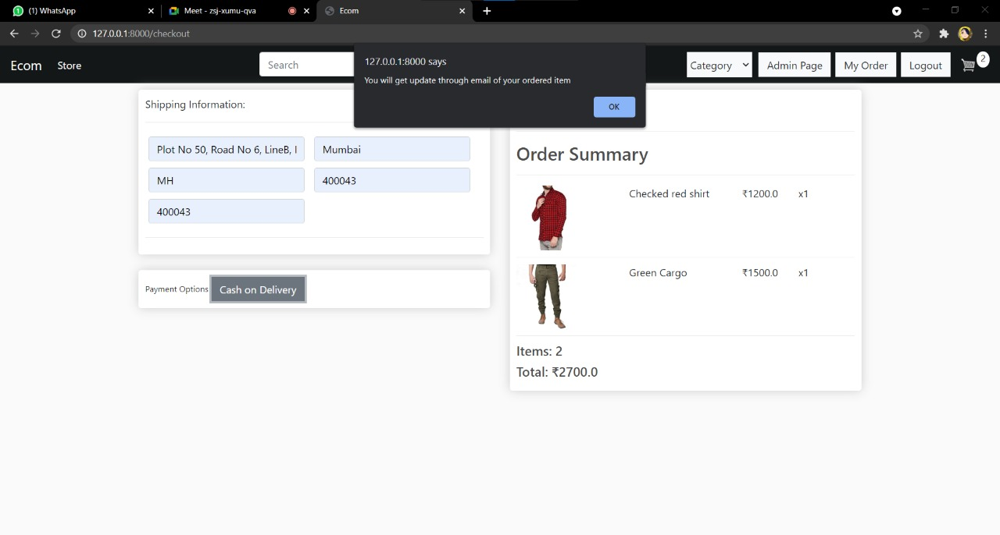 (1) WhatsApp
Meet - zsj-xumu-qva
Ecom
127.0.0.1:8000/checkout
Ecom
Store
Search
Category
Admin Page
My Order
Logout
2
127.0.0.1:8000 says
You will get update through email of your ordered item
OK
Shipping Information:
Plot No 50, Road No 6, LineB,
Mumbai
MH
400043
400043
Payment Options
Cash on Delivery
Order Summary
Checked red shirt ₹1200.0 x1
Green Cargo ₹1500.0 x1
Items: 2
Total: ₹2700.0